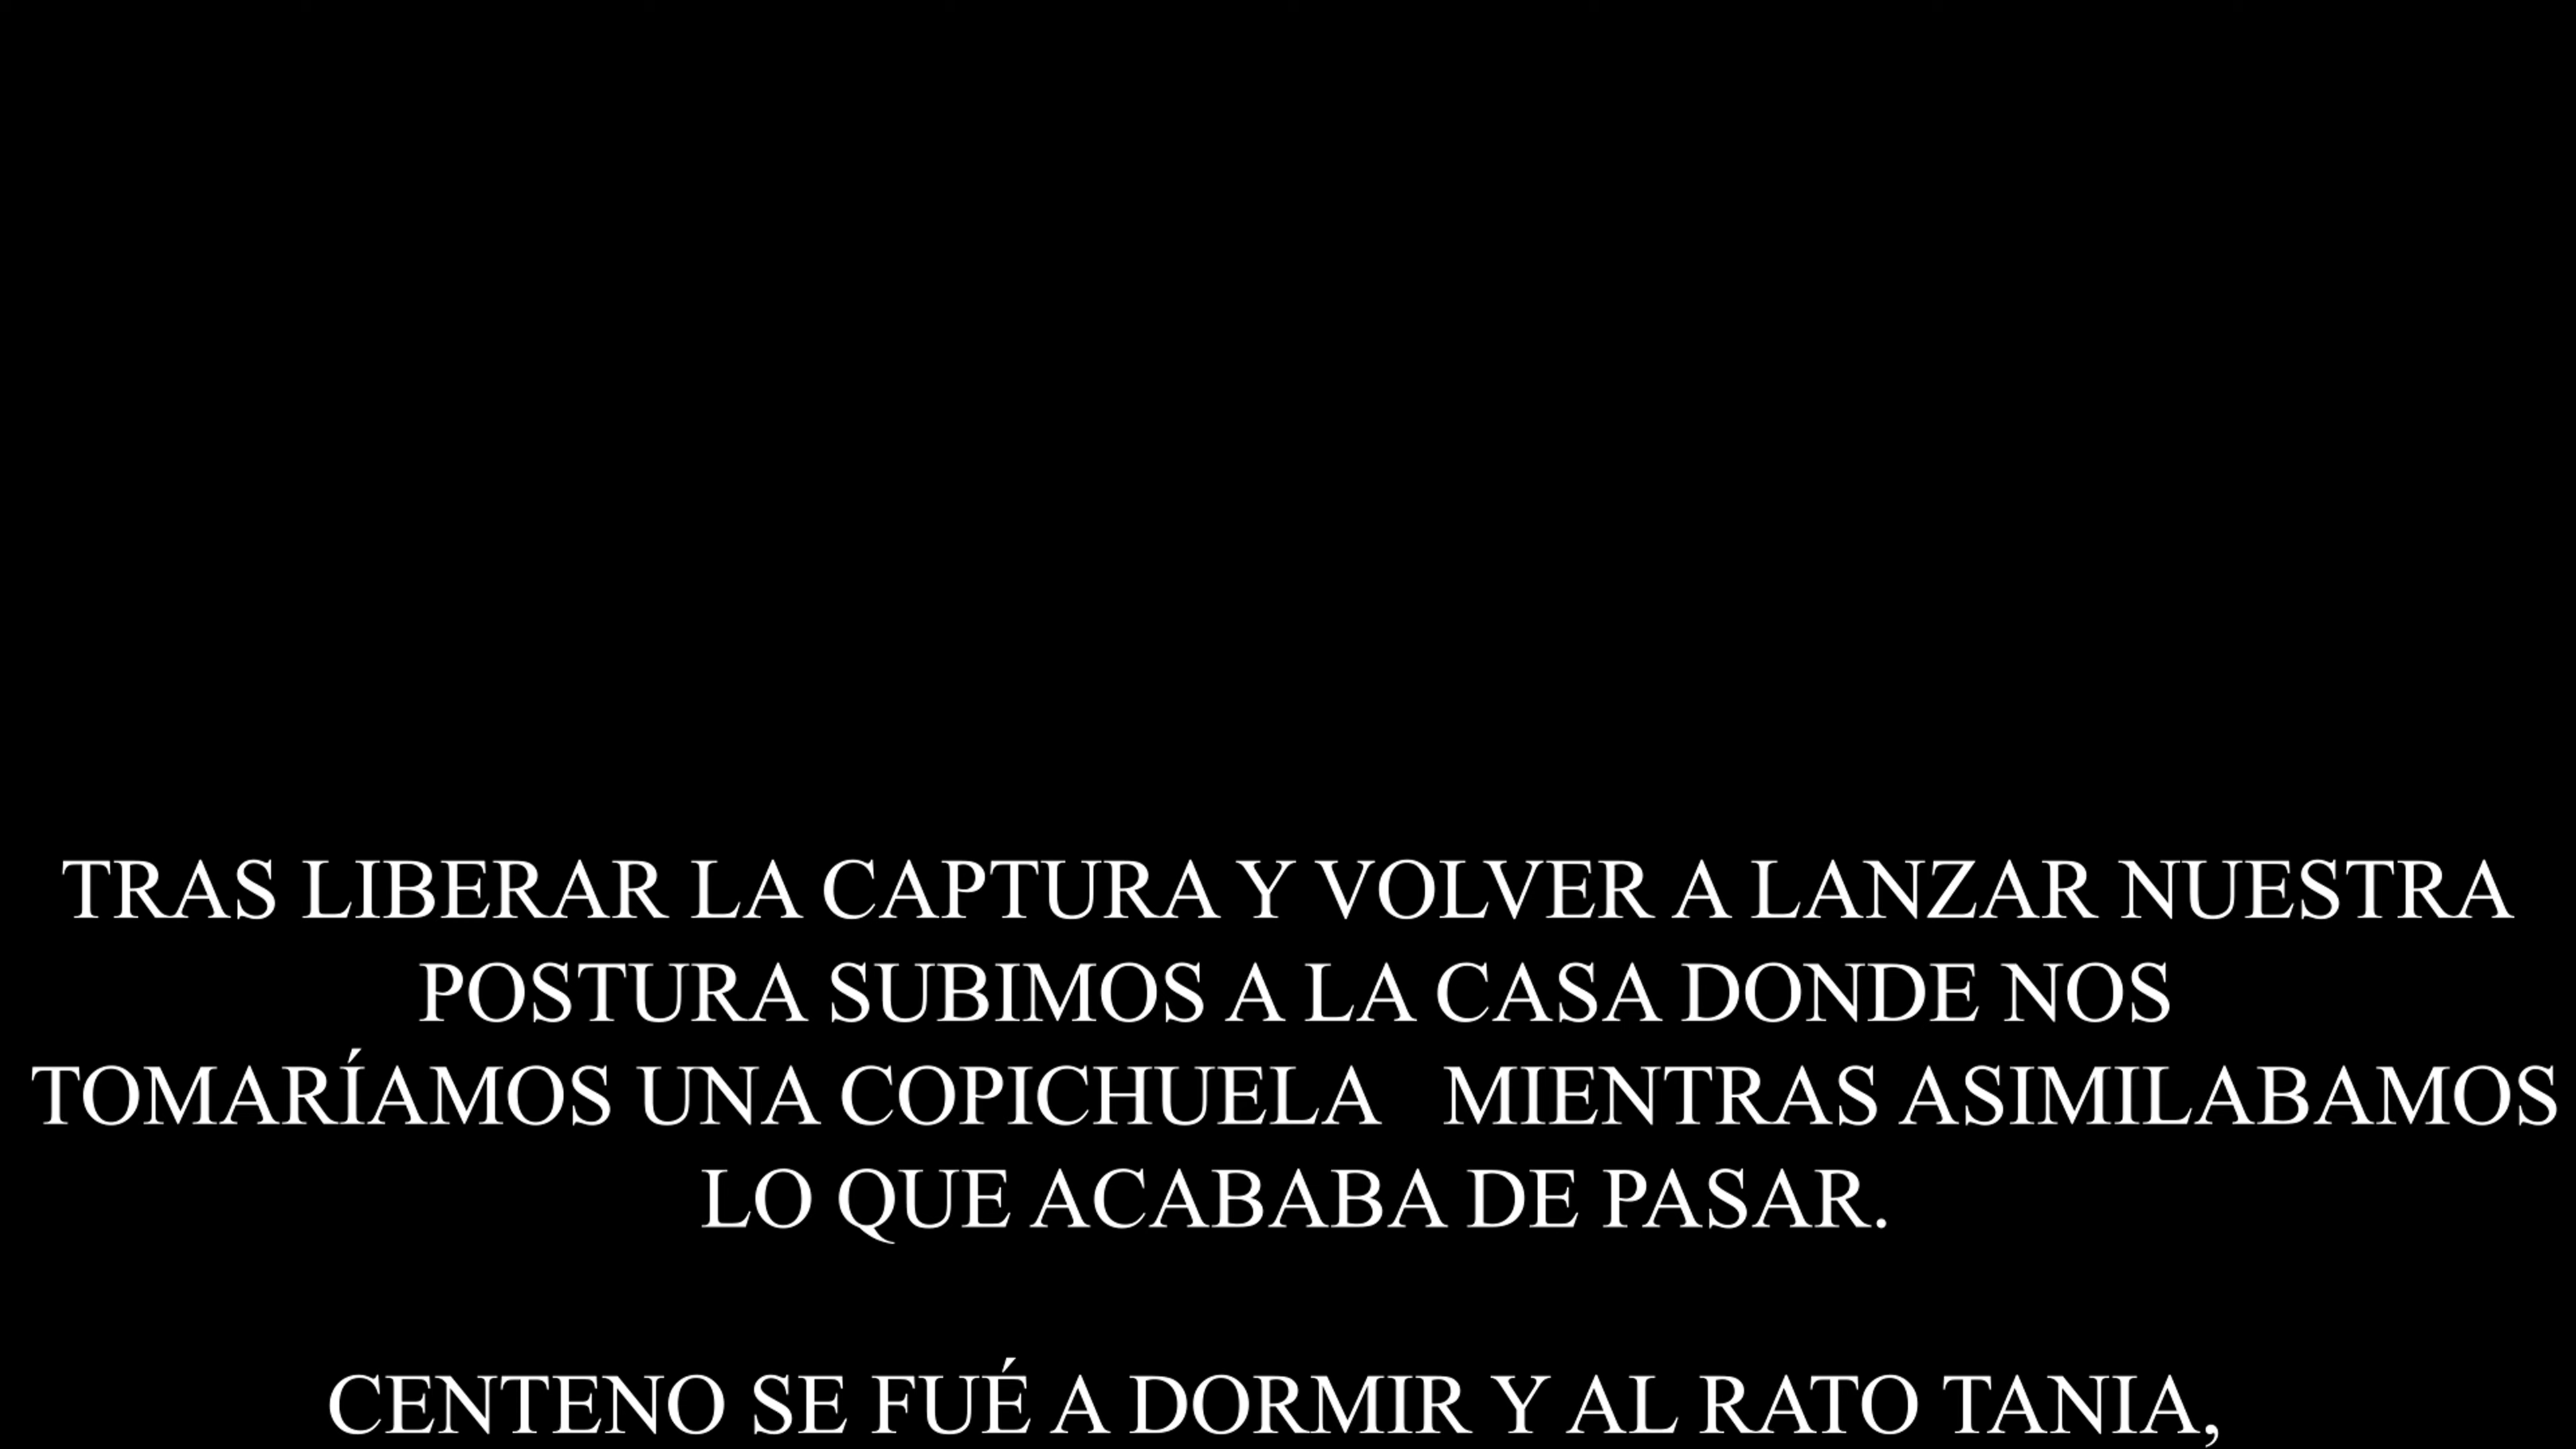 TRAS LIBERAR LA CAPTURA Y VOLVER A LANZAR NUESTRA
POSTURA SUBIMOS A LA CASA DONDE NOS
TOMARÍAMOS UNA COPICHUELA   MIENTRAS ASIMILABAMOS
LO QUE ACABABA DE PASAR.
CENTENO SE FUÉ A DORMIR Y AL RATO TANIA,